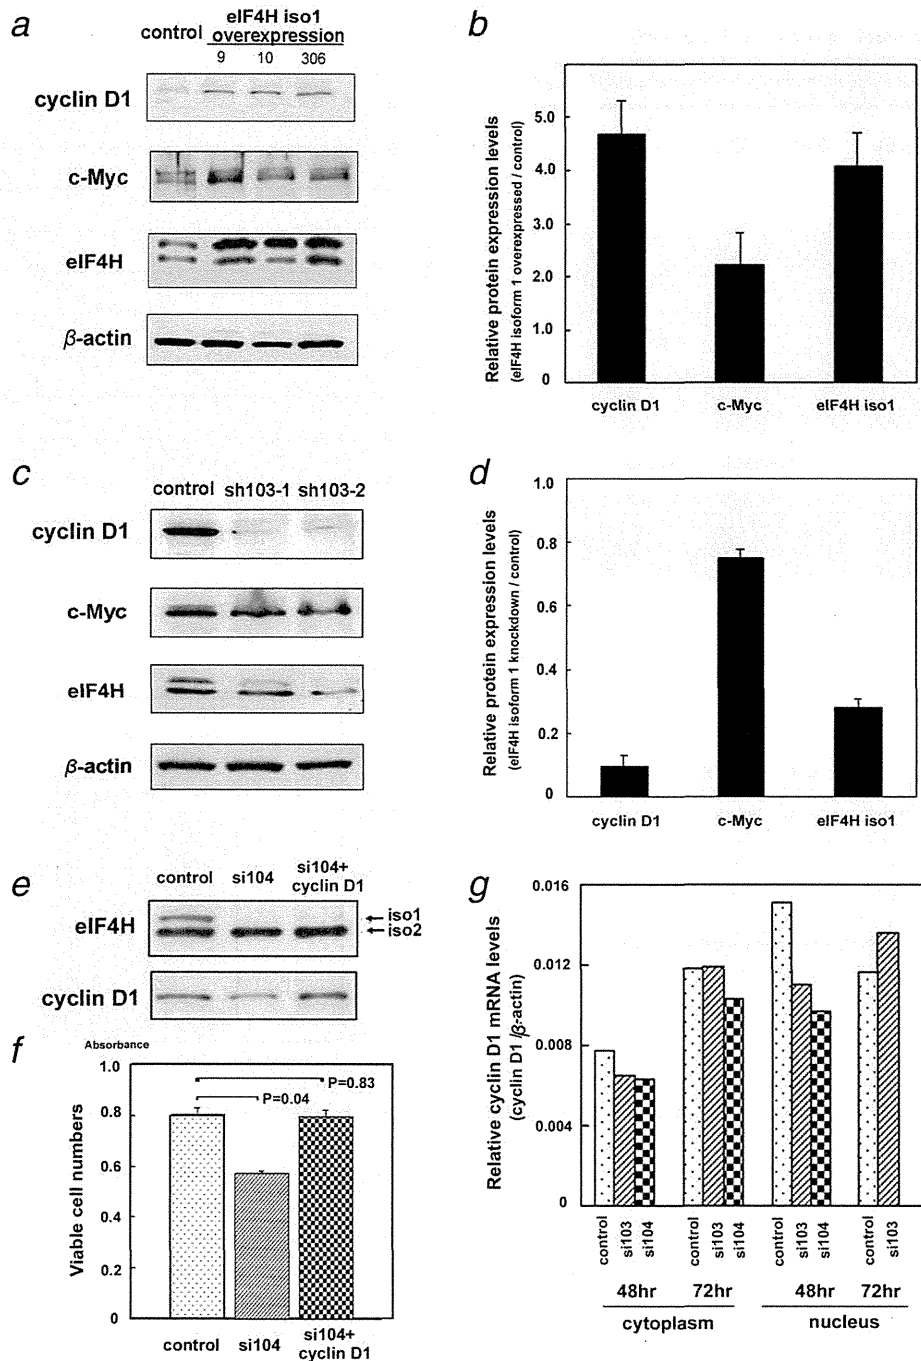 a
control
eIF4H iso1
overexpression
9 10 306
cyclin D1
c-Myc
eIF4H
β-actin
b
Relative protein expression levels
(eIF4H isoform 1 overexpressed / control)
5.0
4.0
3.0
2.0
1.0
0
cyclin D1 c-Myc eIF4H iso1
c
control sh103-1 sh103-2
cyclin D1
c-Myc
eIF4H
β-actin
d
Relative protein expression levels
(eIF4H isoform 1 knockdown / control)
1.0
0.8
0.6
0.4
0.2
0
cyclin D1 c-Myc eIF4H iso1
e
control si104 si104+
cyclin D1
eIF4H
←iso1
←iso2
cyclin D1
f
Absorbance
Viable cell numbers
1.0
0.8
0.6
0.4
0.2
0
P=0.83
P=0.04
control si104 si104+
cyclin D1
g
Relative cyclin D1 mRNA levels
(cyclin D1 /β-actin)
0.016
0.012
0.008
0.004
0
control si103 si104 control si103 si104 control si103 si104 control si103
48hr 72hr 48hr 72hr
cytoplasm nucleus